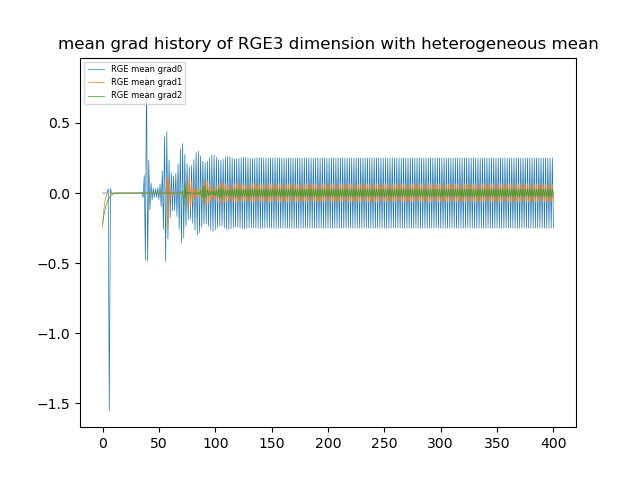 mean grad history of RGE3 dimension with heterogeneous mean
RGE mean grad0
RGE mean grad1
RGE mean grad2
0.5
0.0
−0.5
−1.0
−1.5
0 50 100 150 200 250 300 350 400